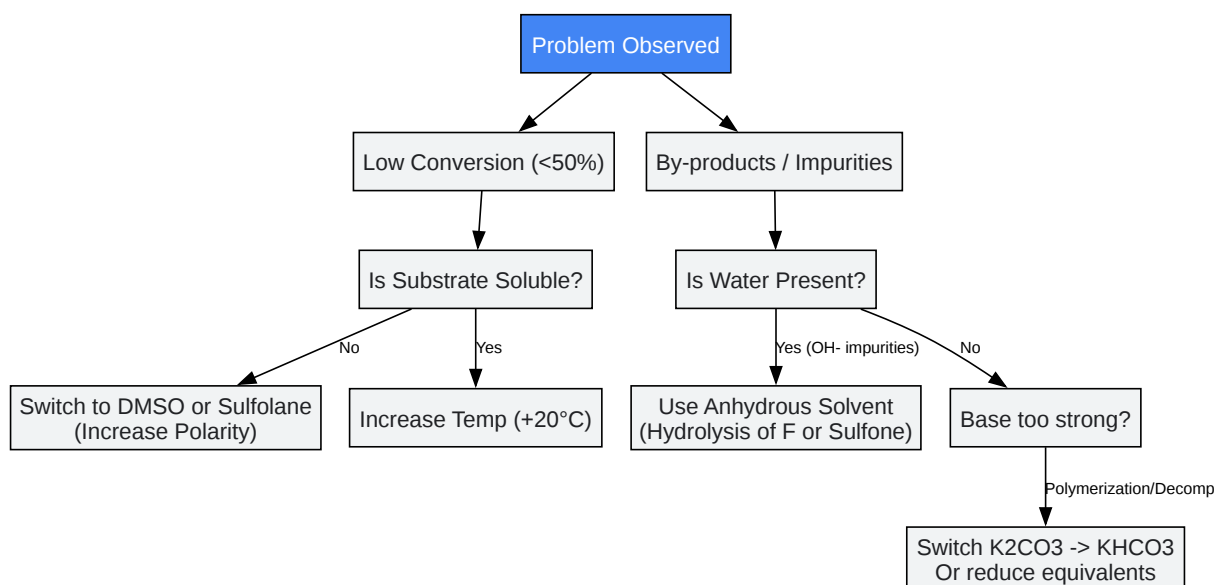 Problem Observed
Low Conversion (<50%)
By-products / Impurities
Is Substrate Soluble?
Is Water Present?
No
Yes
Yes (OH- impurities)
No
Switch to DMSO or Sulfolane
(Increase Polarity)
Increase Temp (+20°C)
Use Anhydrous Solvent
(Hydrolysis of F or Sulfone)
Base too strong?
Polymerization/Decomp
Switch K2CO3 -> KHCO3
Or reduce equivalents